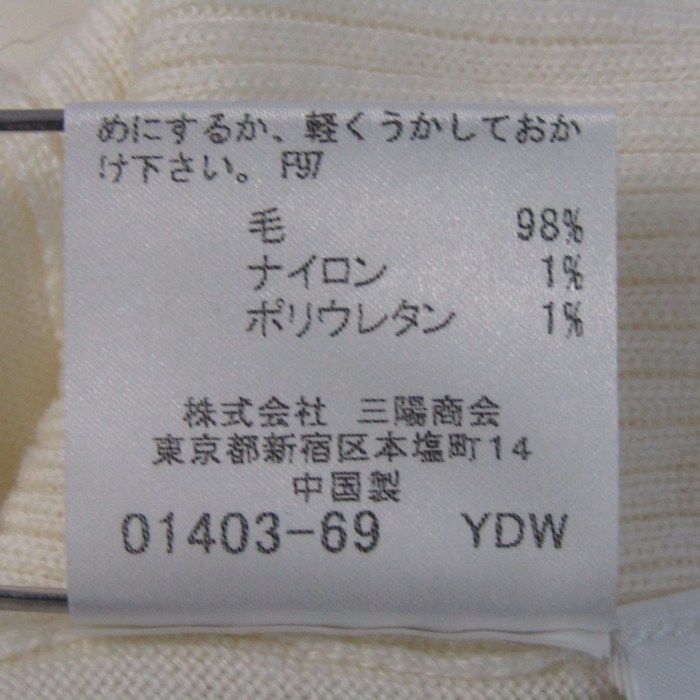 めにするか、軽くうかしておか
け下さい。 F97
毛 98%
ナイロン 1%
ポリウレタン 1%
株式会社 三陽商会
東京都新宿区本塩町14
中国製
01403-69 YDW